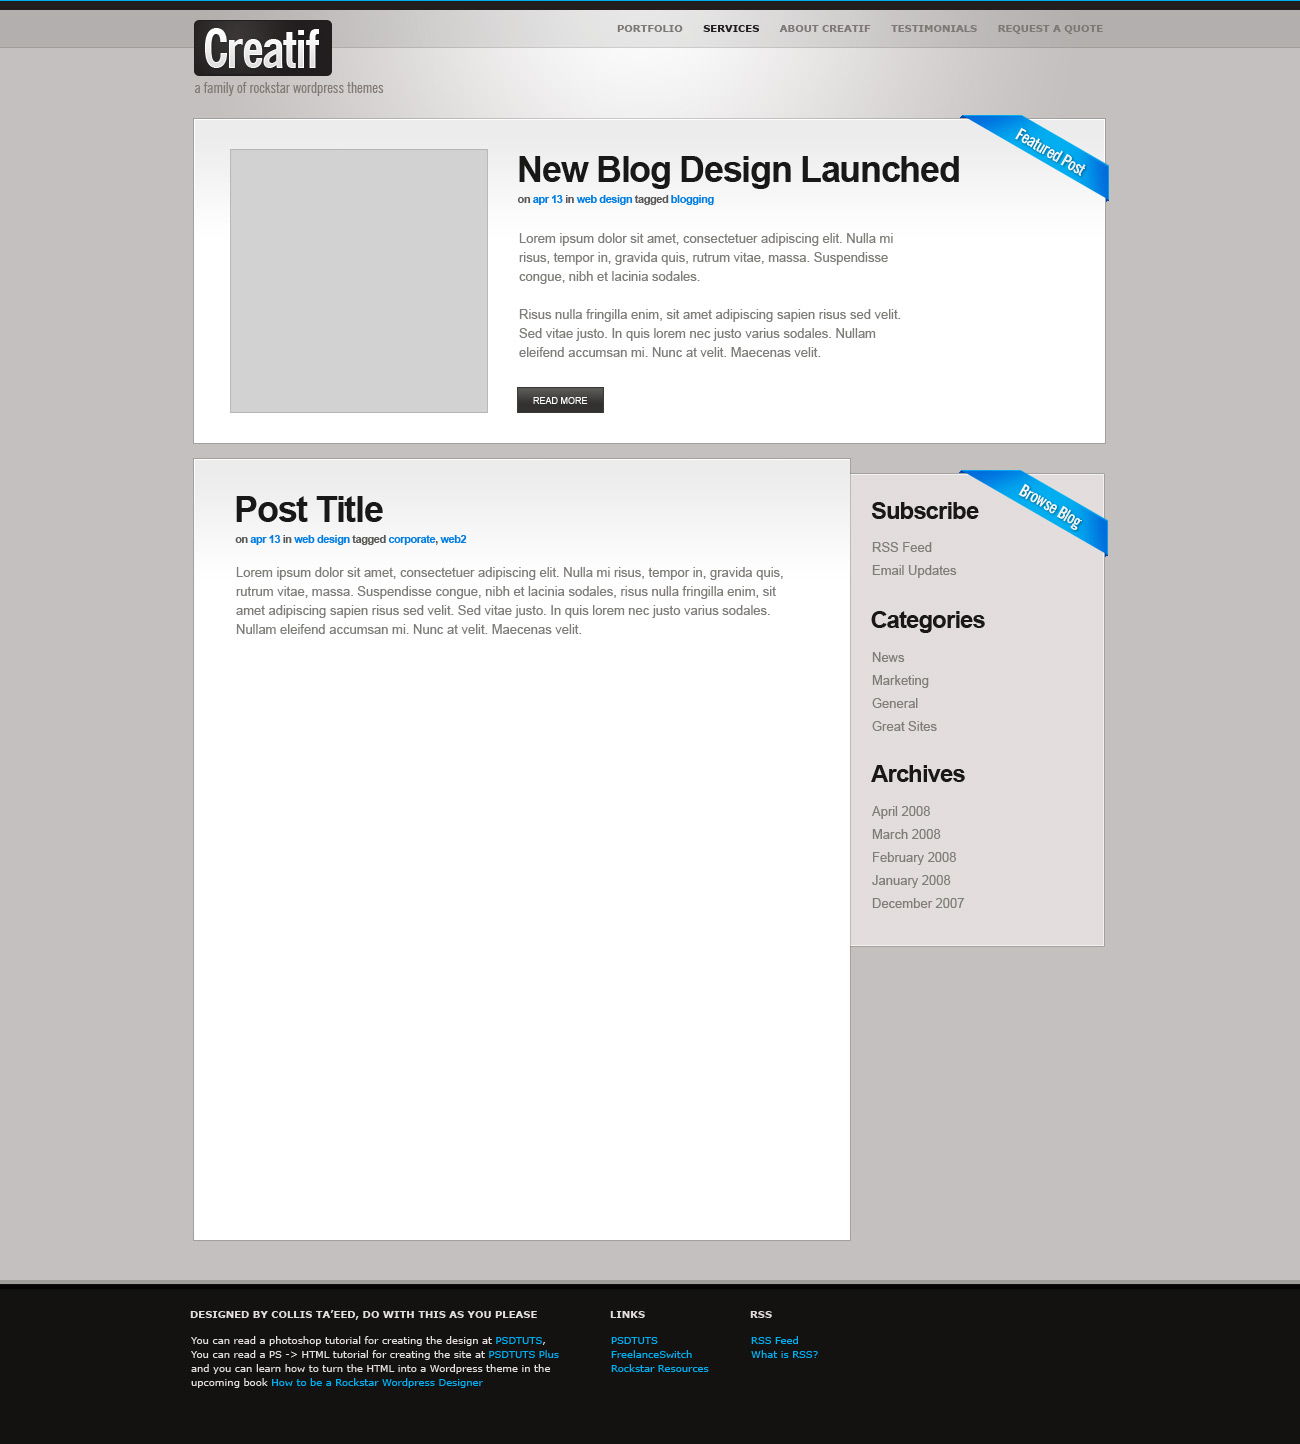 Creatif
a family of rockstar wordpress themes
PORTFOLIO SERVICES ABOUT CREATIF TESTIMONIALS REQUEST A QUOTE
Featured Post
New Blog Design Launched
on apr 13 in web design tagged blogging
Lorem ipsum dolor sit amet, consectetuer adipiscing elit. Nulla mi
risus, tempor in, gravida quis, rutrum vitae, massa. Suspendisse
congue, nibh et lacinia sodales.
Risus nulla fringilla enim, sit amet adipiscing sapien risus sed velit.
Sed vitae justo. In quis lorem nec justo varius sodales. Nullam
eleifend accumsan mi. Nunc at velit. Maecenas velit.
READ MORE
Post Title
on apr 13 in web design tagged corporate, web2
Lorem ipsum dolor sit amet, consectetuer adipiscing elit. Nulla mi risus, tempor in, gravida quis,
rutrum vitae, massa. Suspendisse congue, nibh et lacinia sodales, risus nulla fringilla enim, sit
amet adipiscing sapien risus sed velit. Sed vitae justo. In quis lorem nec justo varius sodales.
Nullam eleifend accumsan mi. Nunc at velit. Maecenas velit.
Browse Blog
Subscribe
RSS Feed
Email Updates
Categories
News
Marketing
General
Great Sites
Archives
April 2008
March 2008
February 2008
January 2008
December 2007
DESIGNED BY COLLIS TA'EED, DO WITH THIS AS YOU PLEASE
You can read a photoshop tutorial for creating the design at PSDTUTS,
You can read a PS -> HTML tutorial for creating the site at PSDTUTS Plus
and you can learn how to turn the HTML into a Wordpress theme in the
upcoming book How to be a Rockstar Wordpress Designer
LINKS
PSDTUTS
FreelanceSwitch
Rockstar Resources
RSS
RSS Feed
What is RSS?